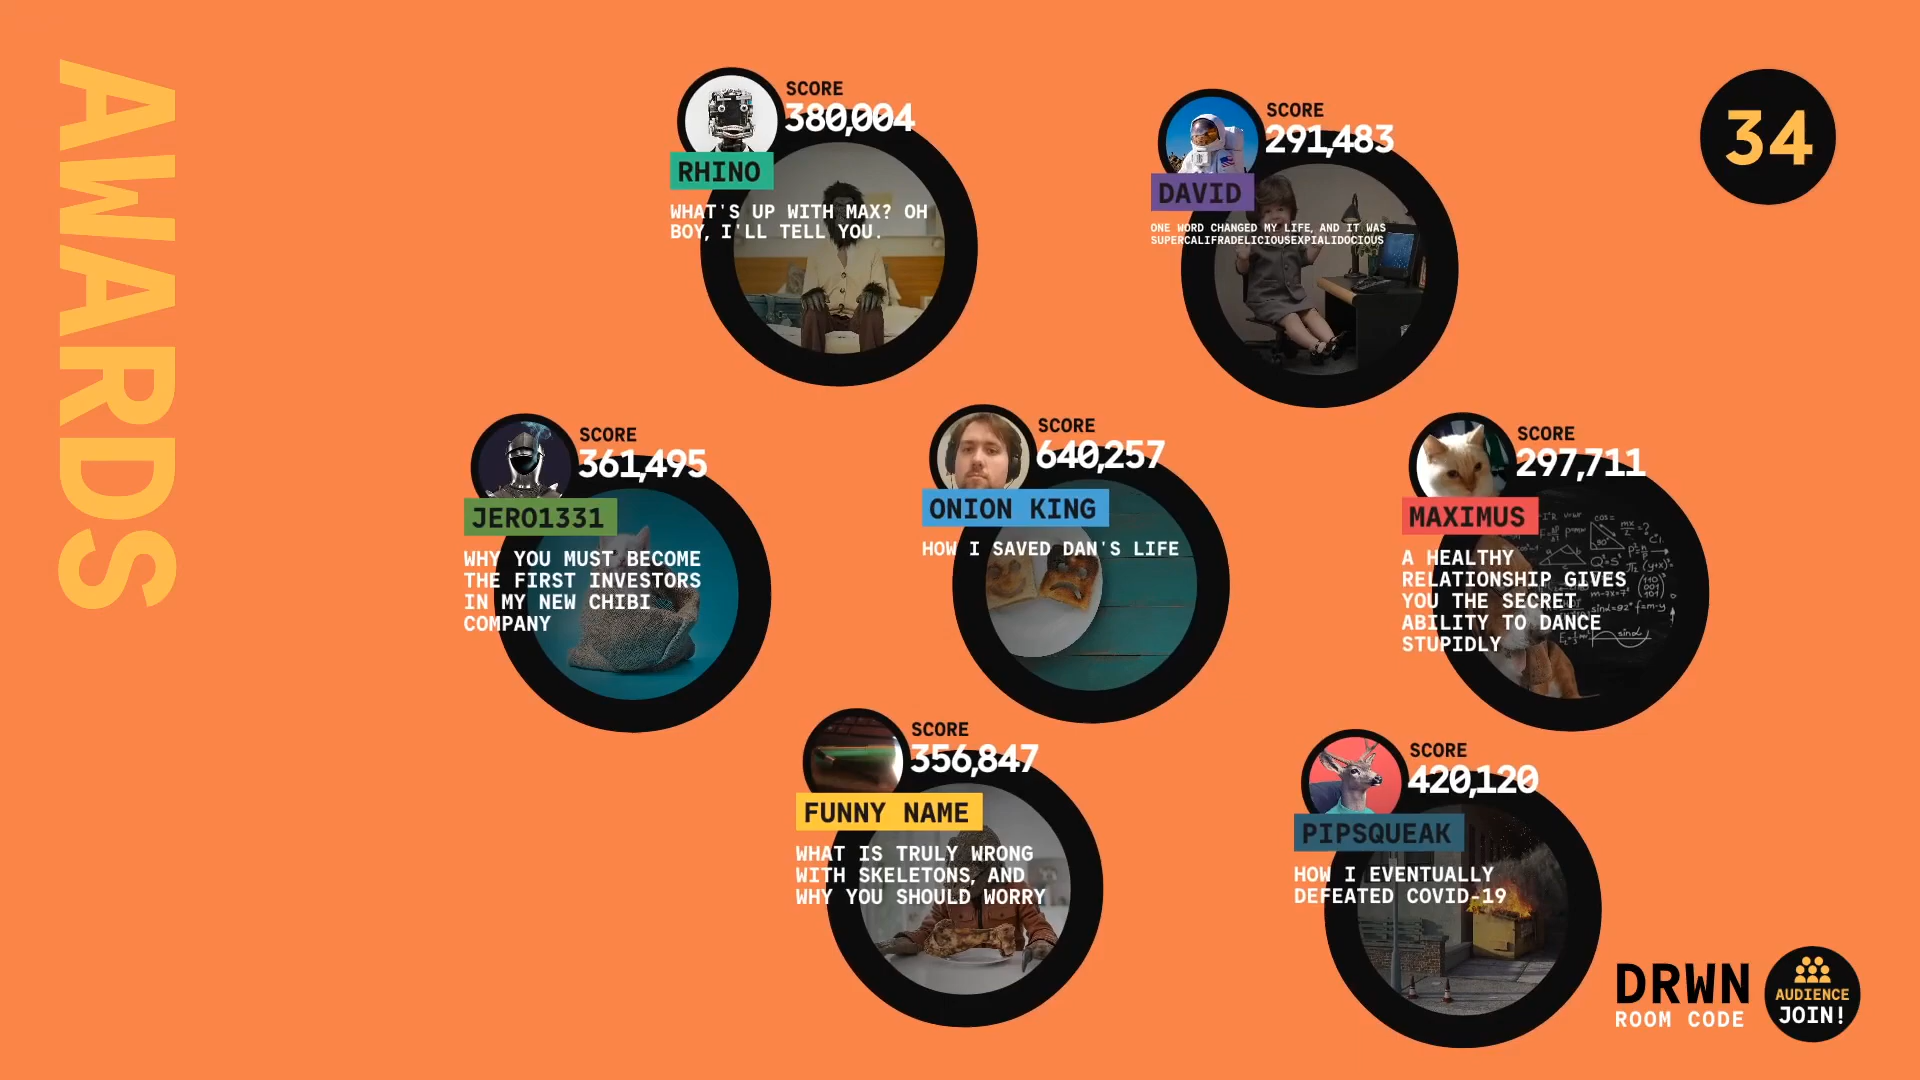 AWARDS
SCORE
380,004
RHINO
WHAT'S UP WITH MAX? OH
BOY, I'LL TELL YOU.
SCORE
291,483
DAVID
ONE WORD CHANGED MY LIFE, AND IT WAS
SUPERCALIFRADELICIOUSEXPIALIDOCIOUS
34
SCORE
361,495
JERO1331
WHY YOU MUST BECOME
THE FIRST INVESTORS
IN MY NEW CHIBI
COMPANY
SCORE
640,257
ONION KING
HOW I SAVED DAN'S LIFE
SCORE
297,711
MAXIMUS
A HEALTHY
RELATIONSHIP GIVES
YOU THE SECRET
ABILITY TO DANCE
STUPIDLY
SCORE
356,847
FUNNY NAME
WHAT IS TRULY WRONG
WITH SKELETONS, AND
WHY YOU SHOULD WORRY
SCORE
420,120
PIPSQUEAK
HOW I EVENTUALLY
DEFEATED COVID-19
DRWN
ROOM CODE
AUDIENCE
JOIN!